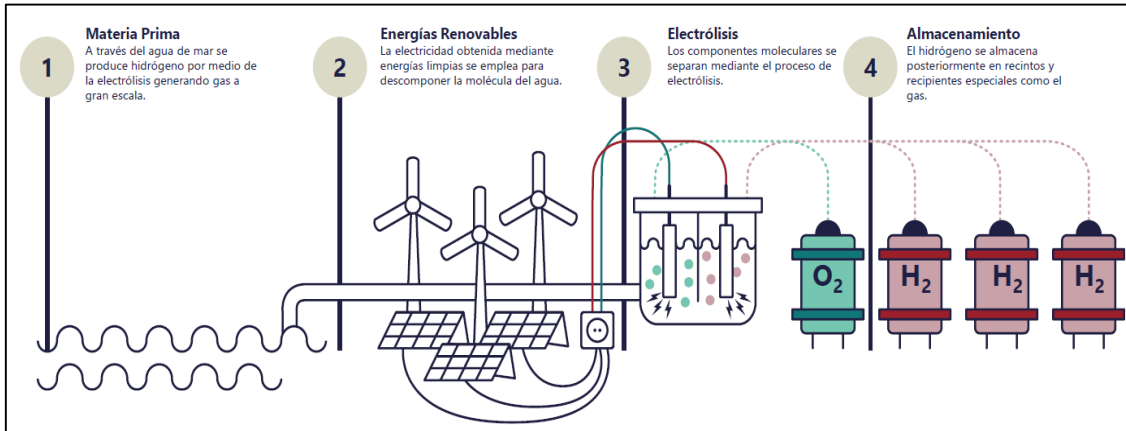 1
Materia Prima
A través del agua de mar se
produce hidrógeno por medio de
la electrólisis generando gas a
gran escala.
2
Energías Renovables
La electricidad obtenida mediante
energías limpias se emplea para
descomponer la molécula del agua.
3
Electrólisis
Los componentes moleculares se
separan mediante el proceso de
electrólisis.
4
Almacenamiento
El hidrógeno se almacena
posteriormente en recintos y
recipientes especiales como el
gas.
O₂
H₂
H₂
H₂